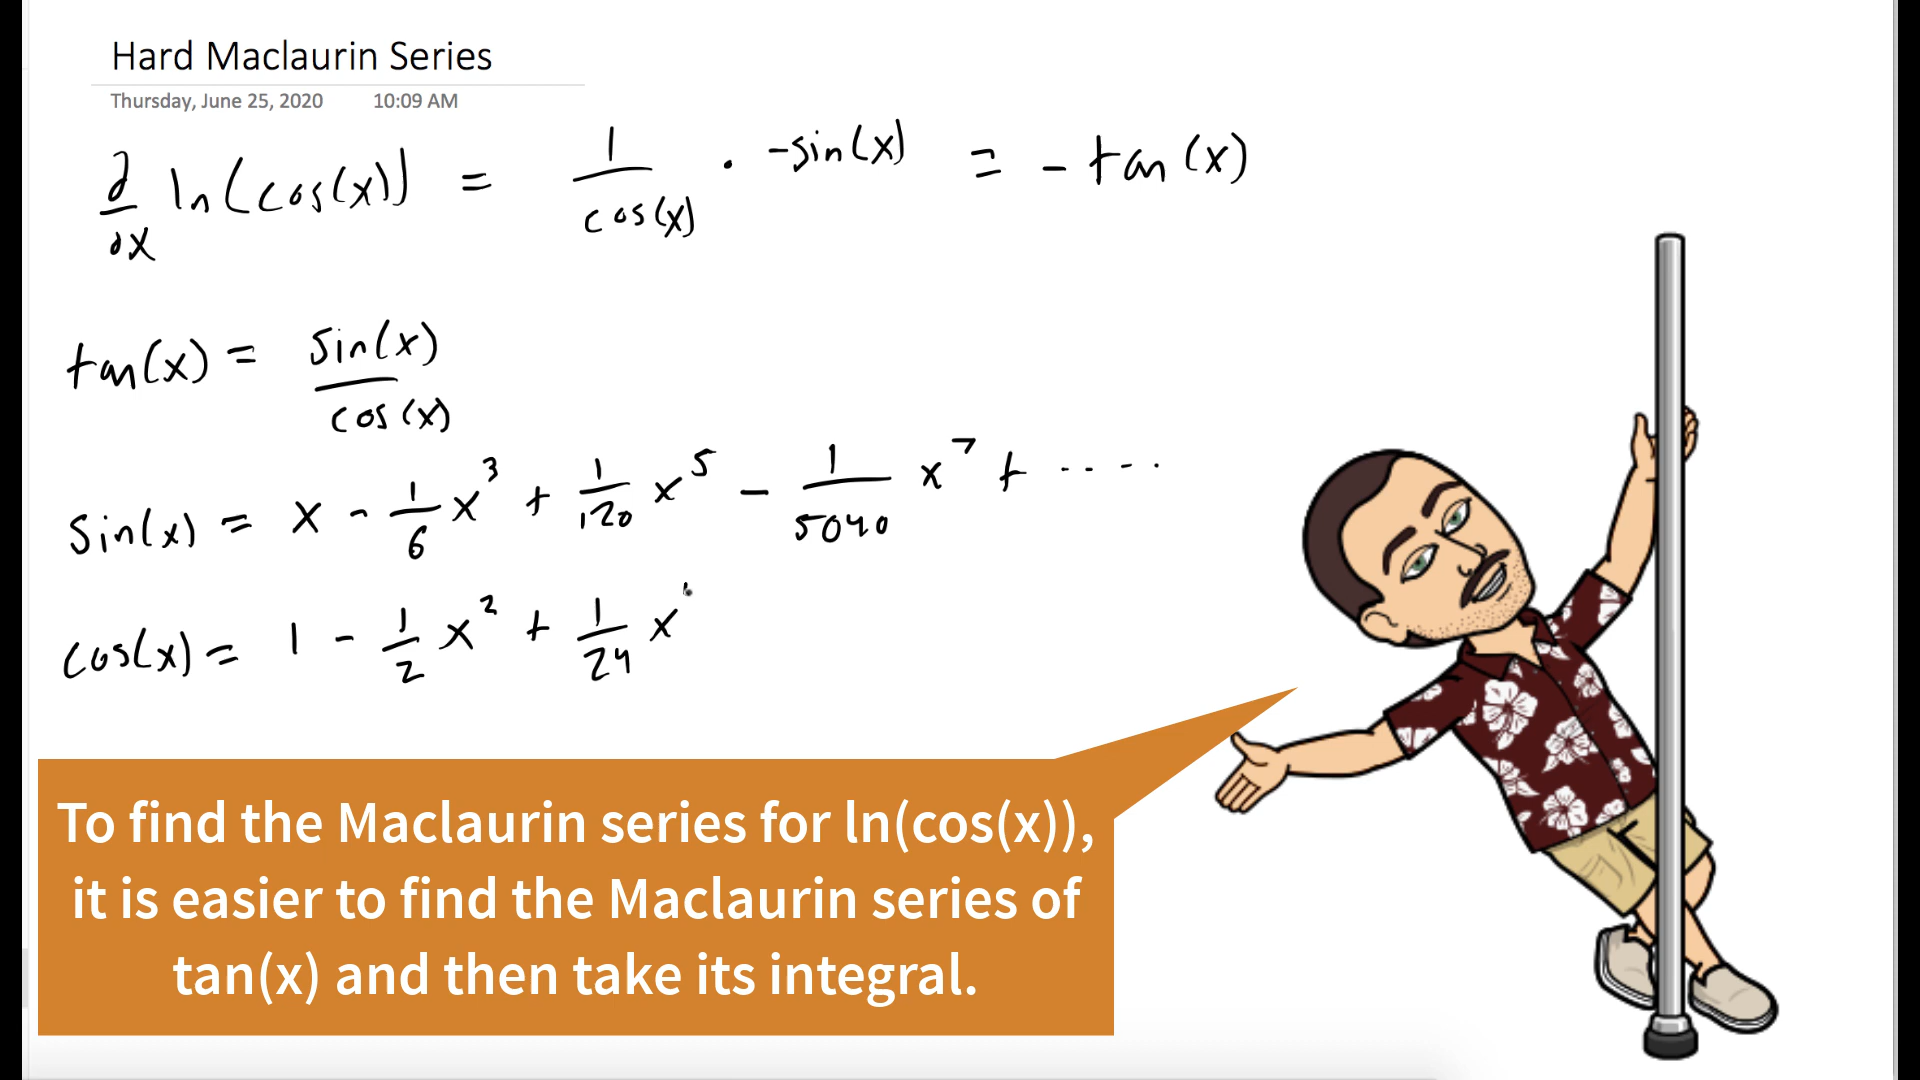 Hard Maclaurin Series
Thursday, June 25, 2020 10:09 AM
∂/∂x ln(cos(x)) = 1/cos(x) · -sin(x) = - tan(x)
tan(x) = sin(x)/cos(x)
sin(x) = x - 1/6 x^3 + 1/120 x^5 - 1/5040 x^7 + ....
cos(x) = 1 - 1/2 x^2 + 1/24 x
To find the Maclaurin series for ln(cos(x)),
it is easier to find the Maclaurin series of
tan(x) and then take its integral.